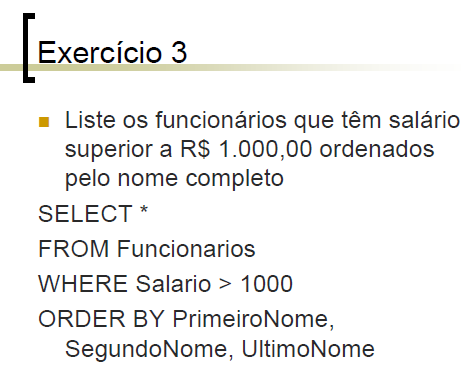 Exercício 3
Liste os funcionários que têm salário
superior a R$ 1.000,00 ordenados
pelo nome completo
SELECT *
FROM Funcionarios
WHERE Salario > 1000
ORDER BY PrimeiroNome,
SegundoNome, UltimoNome